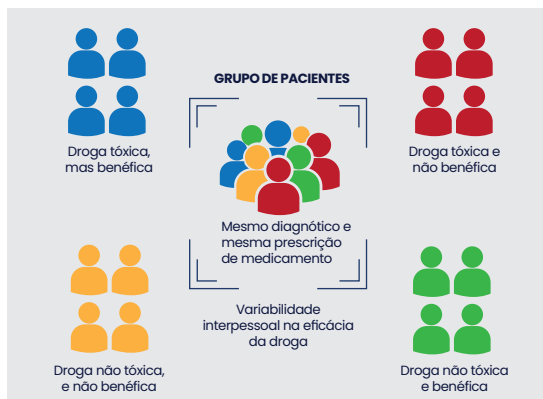 GRUPO DE PACIENTES
Droga tóxica,
mas benéfica
Droga tóxica e
não benéfica
Mesmo diagnótico e
mesma prescrição
de medicamento
Variabilidade
interpessoal na eficácia
da droga
Droga não tóxica,
e não benéfica
Droga não tóxica
e benéfica